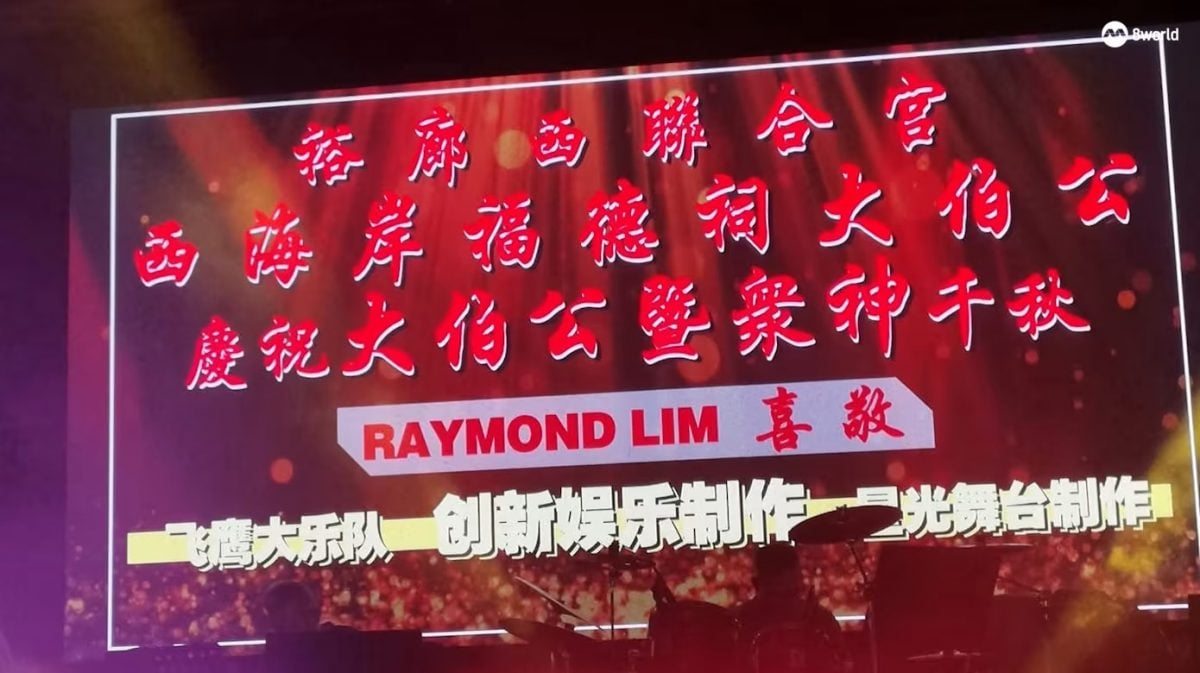 8world
裕廊西聯合宫
西海岸福德祠大伯公
慶祝大伯公暨衆神千秋
RAYMOND LIM 喜敬
飞鹰大乐队 创新娱乐制作 星光舞台制作